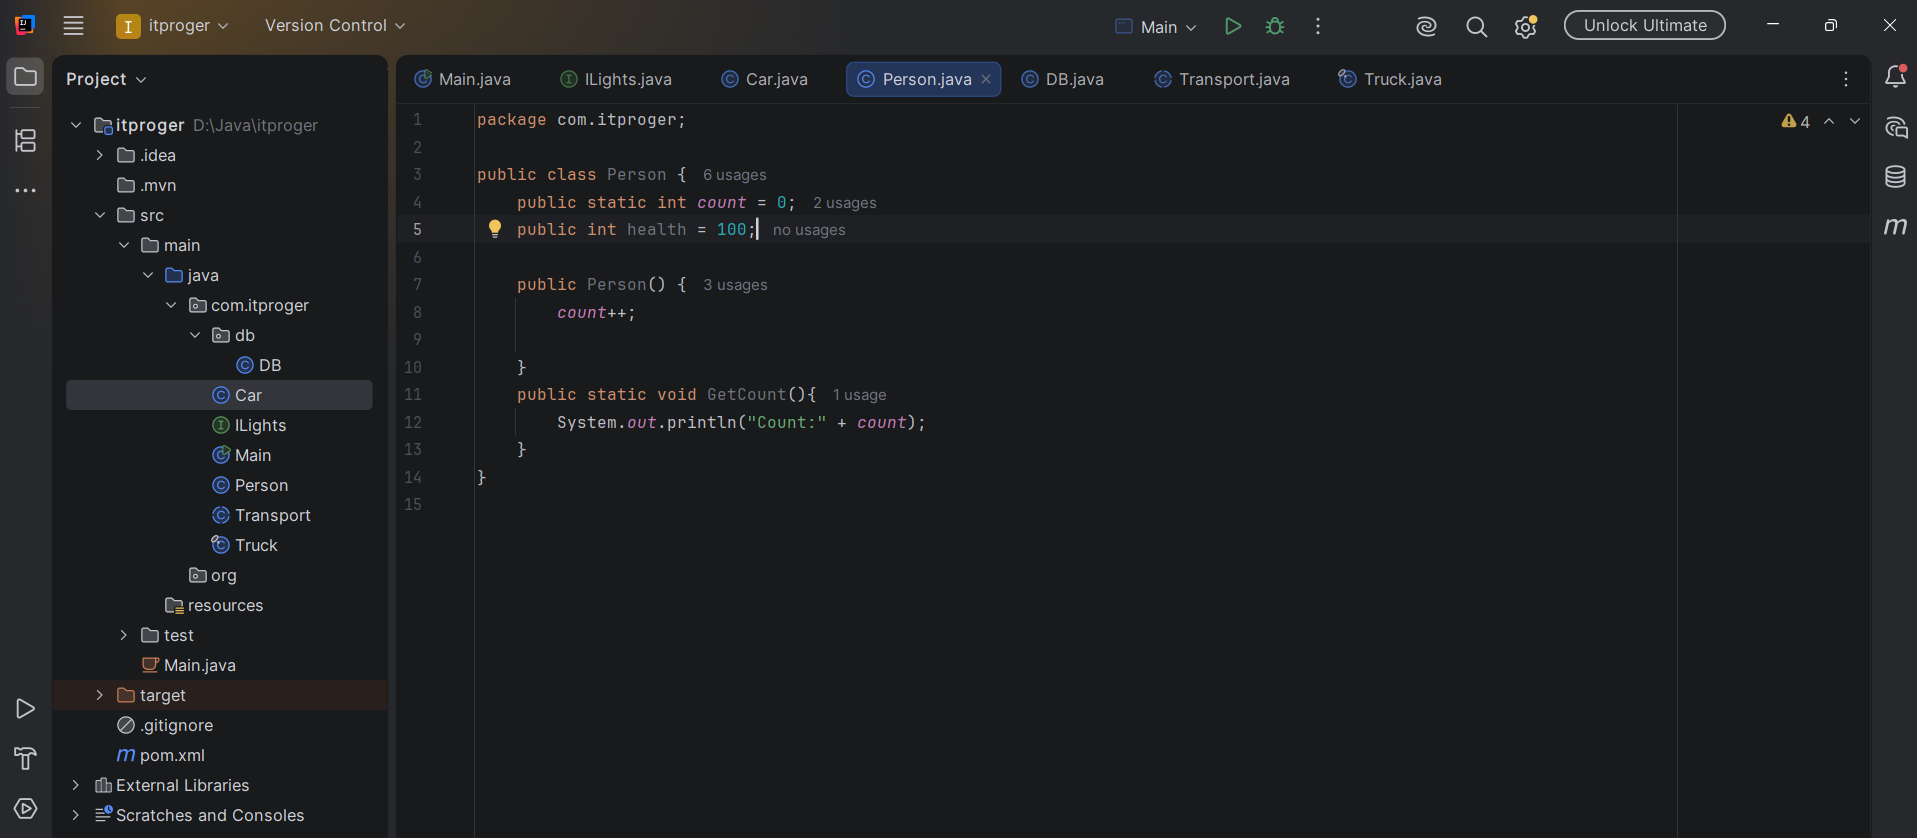 I itproger Version Control Main Unlock Ultimate
Project
Main.java ILights.java Car.java Person.java DB.java Transport.java Truck.java
itproger D:\Java\itproger
.idea
.mvn
src
main
java
com.itproger
db
DB
Car
ILights
Main
Person
Transport
Truck
org
resources
test
Main.java
target
.gitignore
m pom.xml
External Libraries
Scratches and Consoles
1 package com.itproger;
2
3 public class Person { 6 usages
4 public static int count = 0; 2 usages
5 public int health = 100; no usages
6
7 public Person() { 3 usages
8 count++;
9
10 }
11 public static void GetCount(){ 1 usage
12 System.out.println("Count:" + count);
13 }
14 }
15
4
m